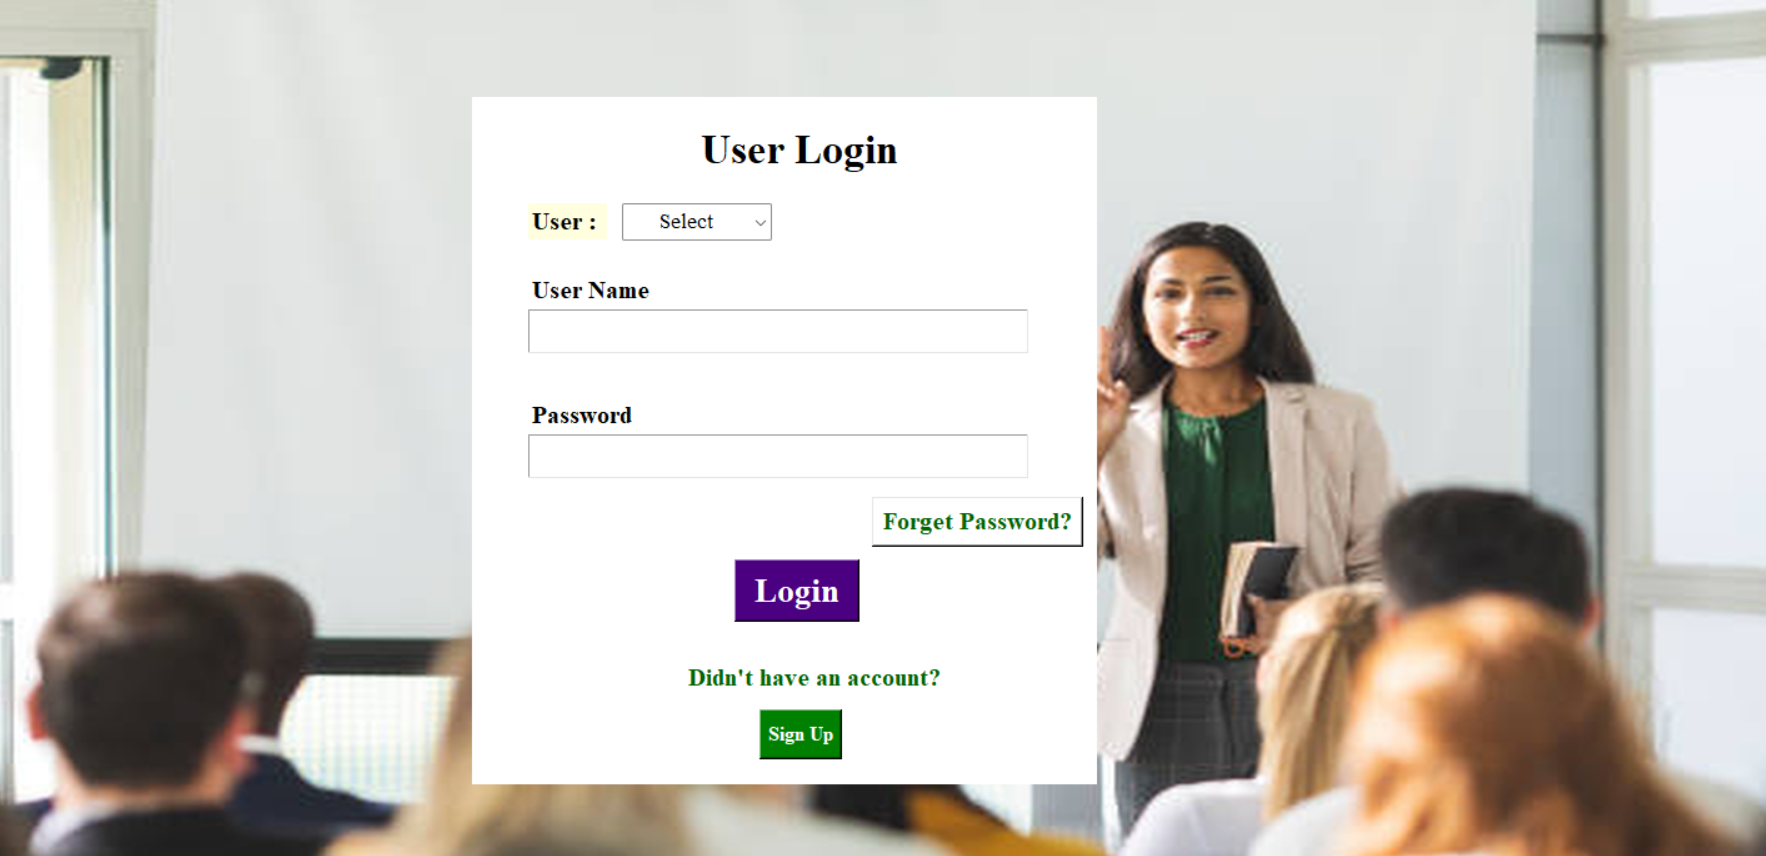 User Login
User : Select
User Name
Password
Forget Password?
Login
Didn't have an account?
Sign Up